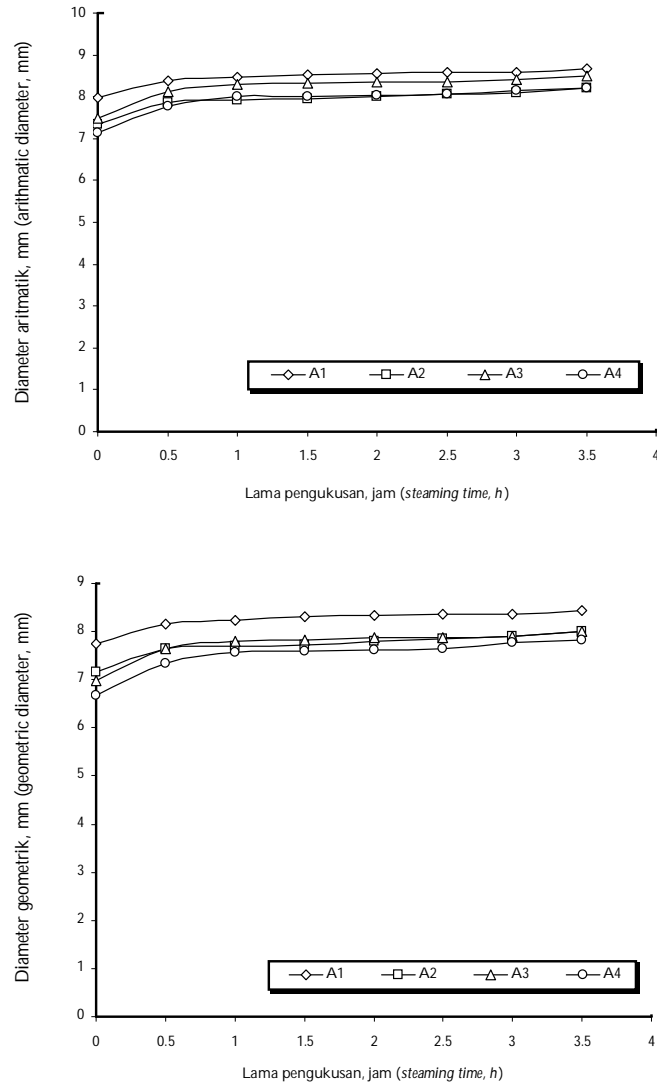 10
9
8
7
6
5
4
3
2
1
0
Diameter aritmatik, mm (arithmatic diameter, mm)
A1 A2 A3 A4
0 0.5 1 1.5 2 2.5 3 3.5 4
Lama pengukusan, jam (steaming time, h)
9
8
7
6
5
4
3
2
1
0
Diameter geometrik, mm (geometric diameter, mm)
A1 A2 A3 A4
0 0.5 1 1.5 2 2.5 3 3.5 4
Lama pengukusan, jam (steaming time, h)